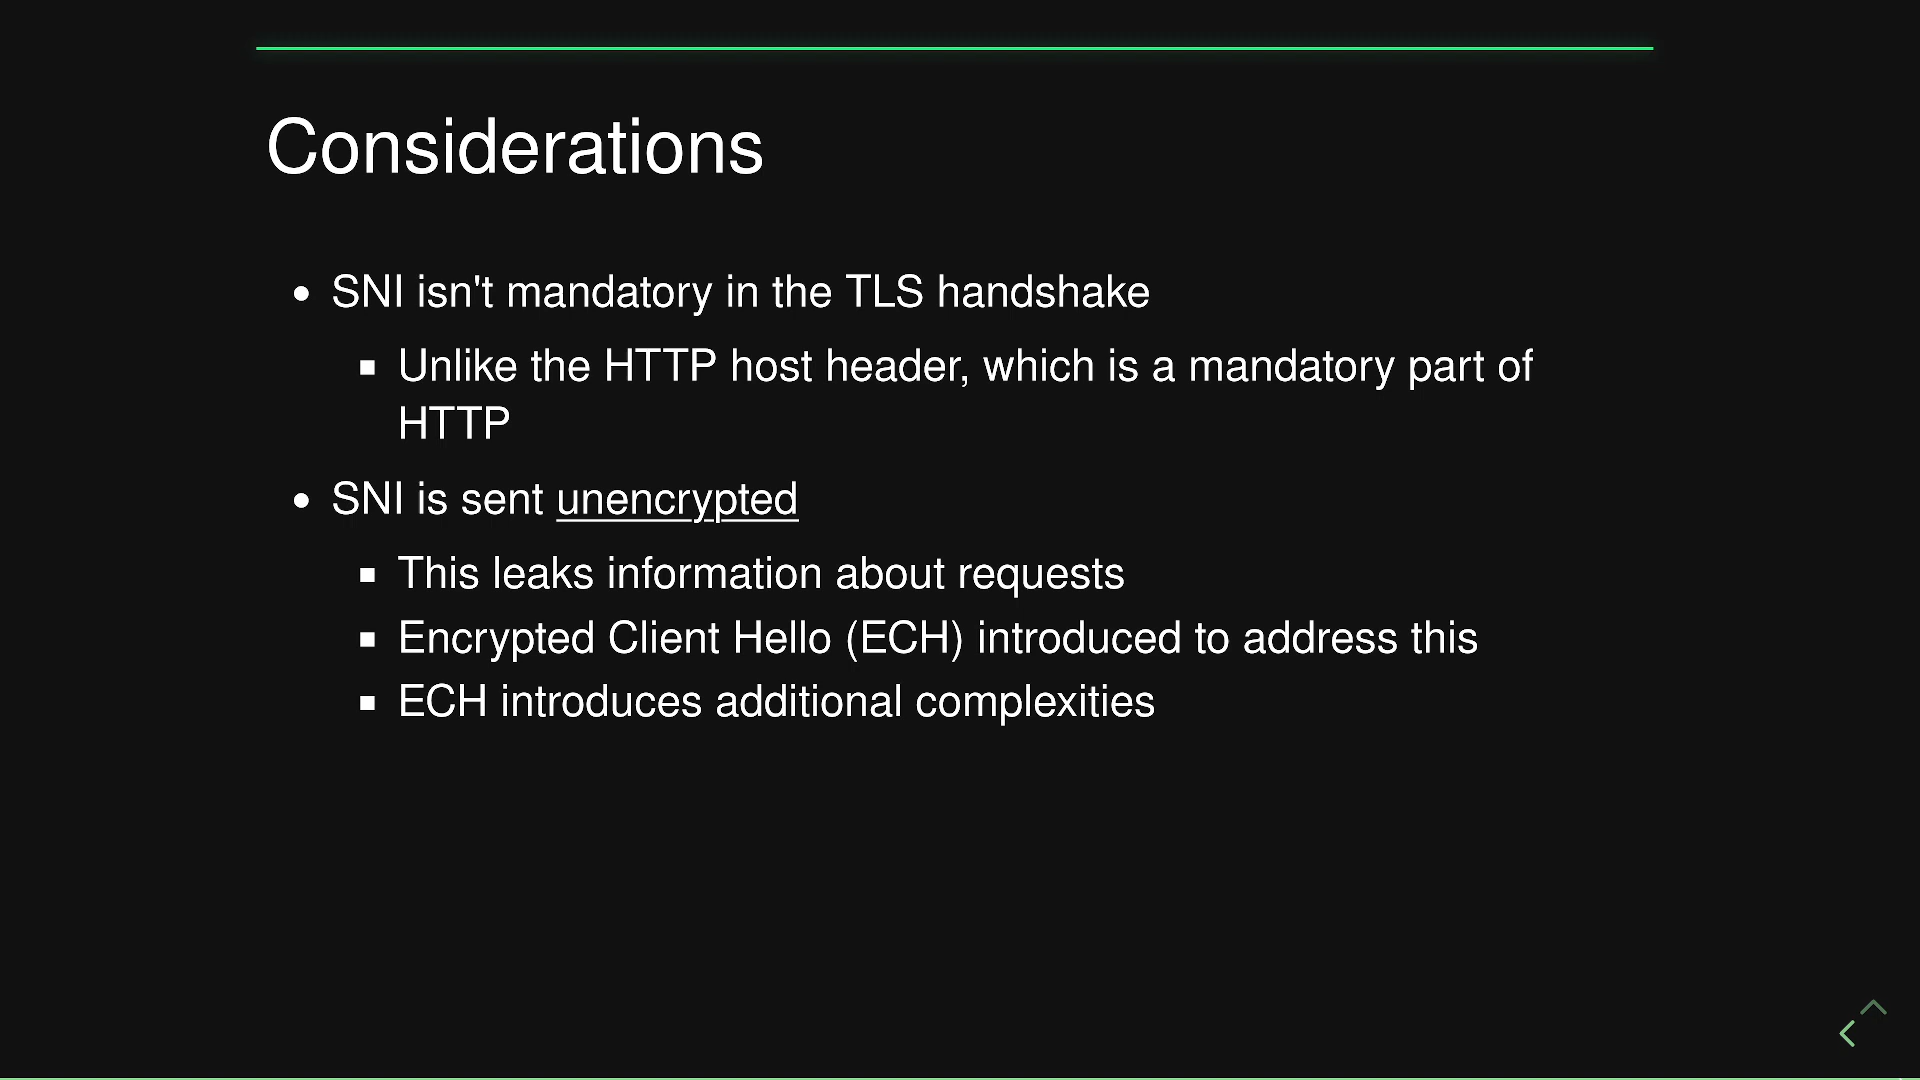 Considerations
SNI isn't mandatory in the TLS handshake
Unlike the HTTP host header, which is a mandatory part of
HTTP
SNI is sent unencrypted
This leaks information about requests
Encrypted Client Hello (ECH) introduced to address this
ECH introduces additional complexities